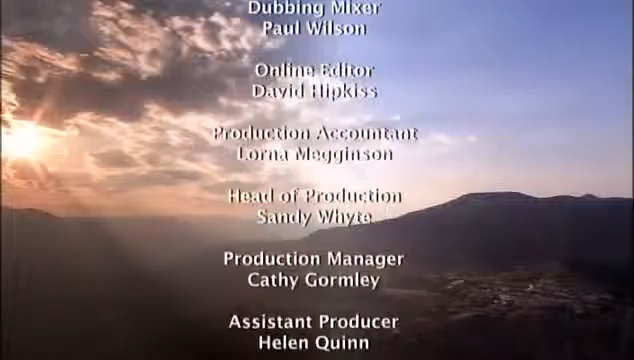 Dubbing Mixer
Paul Wilson
Online Editor
David Hipkiss
Production Accountant
Lorna Megginson
Head of Production
Sandy Whyte
Production Manager
Cathy Gormley
Assistant Producer
Helen Quinn